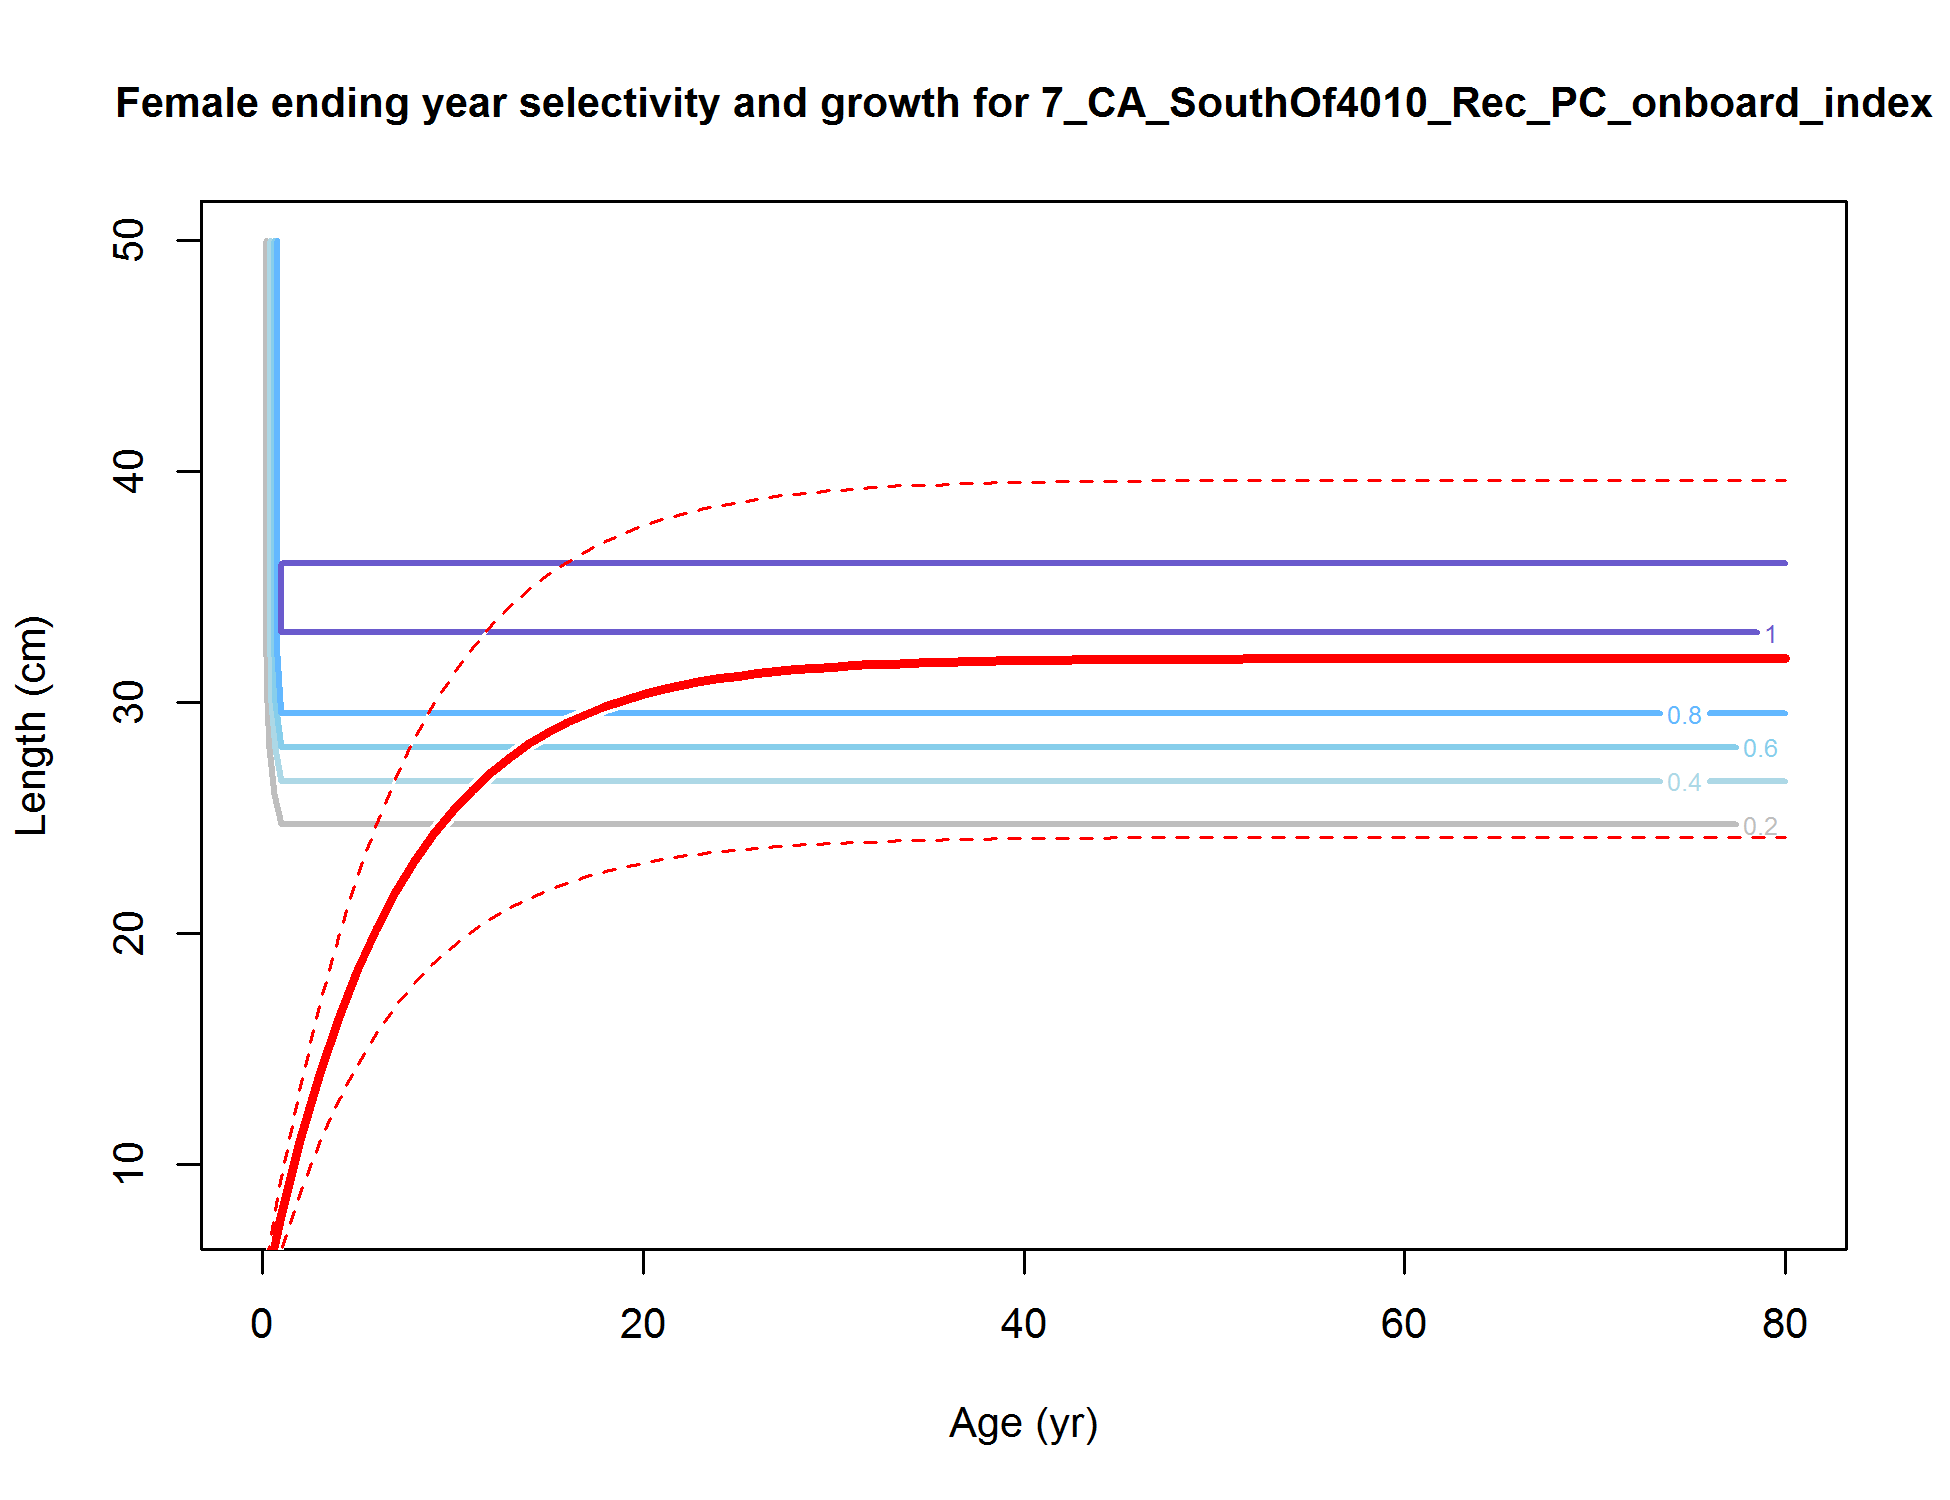 Female ending year selectivity and growth for 7_CA_SouthOf4010_Rec_PC_onboard_index
50
40
30
20
10
Length (cm)
1
0.8
0.6
0.4
0.2
0 20 40 60 80
Age (yr)